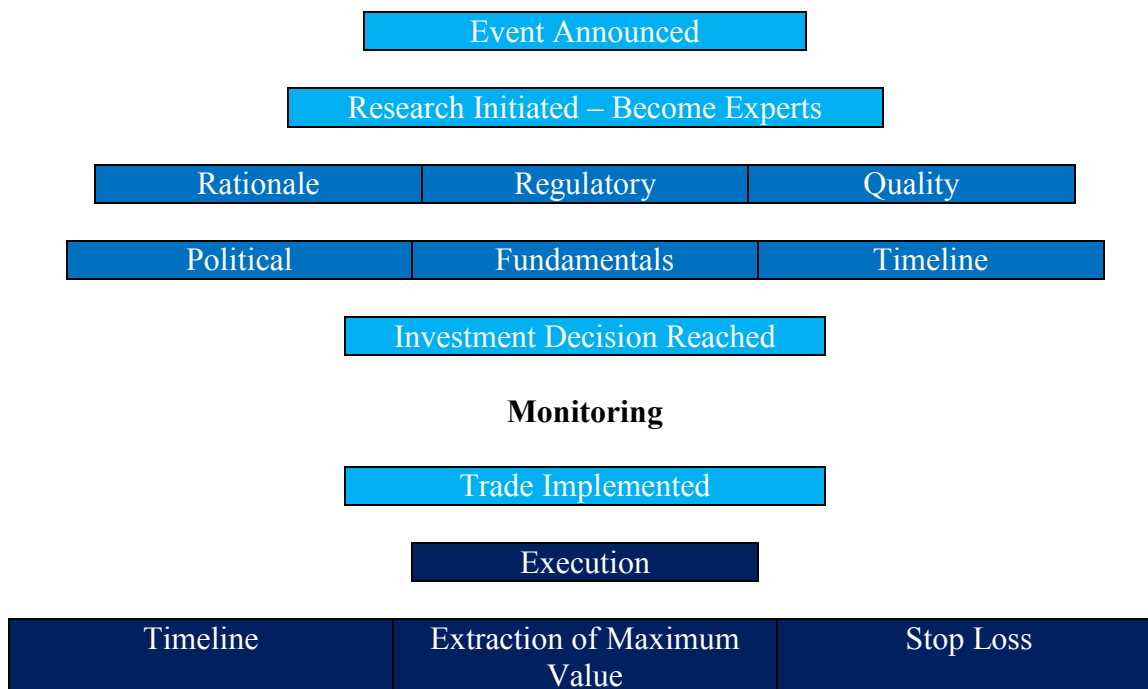 Event Announced
Research Initiated – Become Experts
Rationale Regulatory Quality
Political Fundamentals Timeline
Investment Decision Reached
Monitoring
Trade Implemented
Execution
Timeline Extraction of Maximum Stop Loss
Value